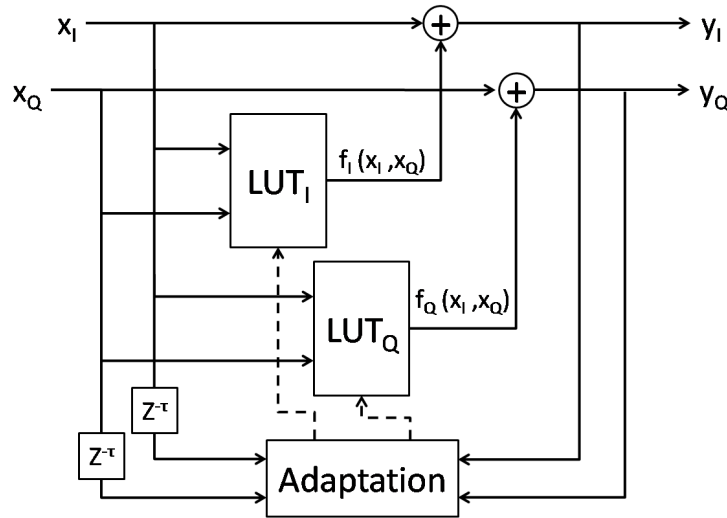 x_I
y_I
x_Q
y_Q
LUT_I
f_I (x_I ,x_Q)
LUT_Q
f_Q (x_I ,x_Q)
Z^-τ
Z^-τ
Adaptation